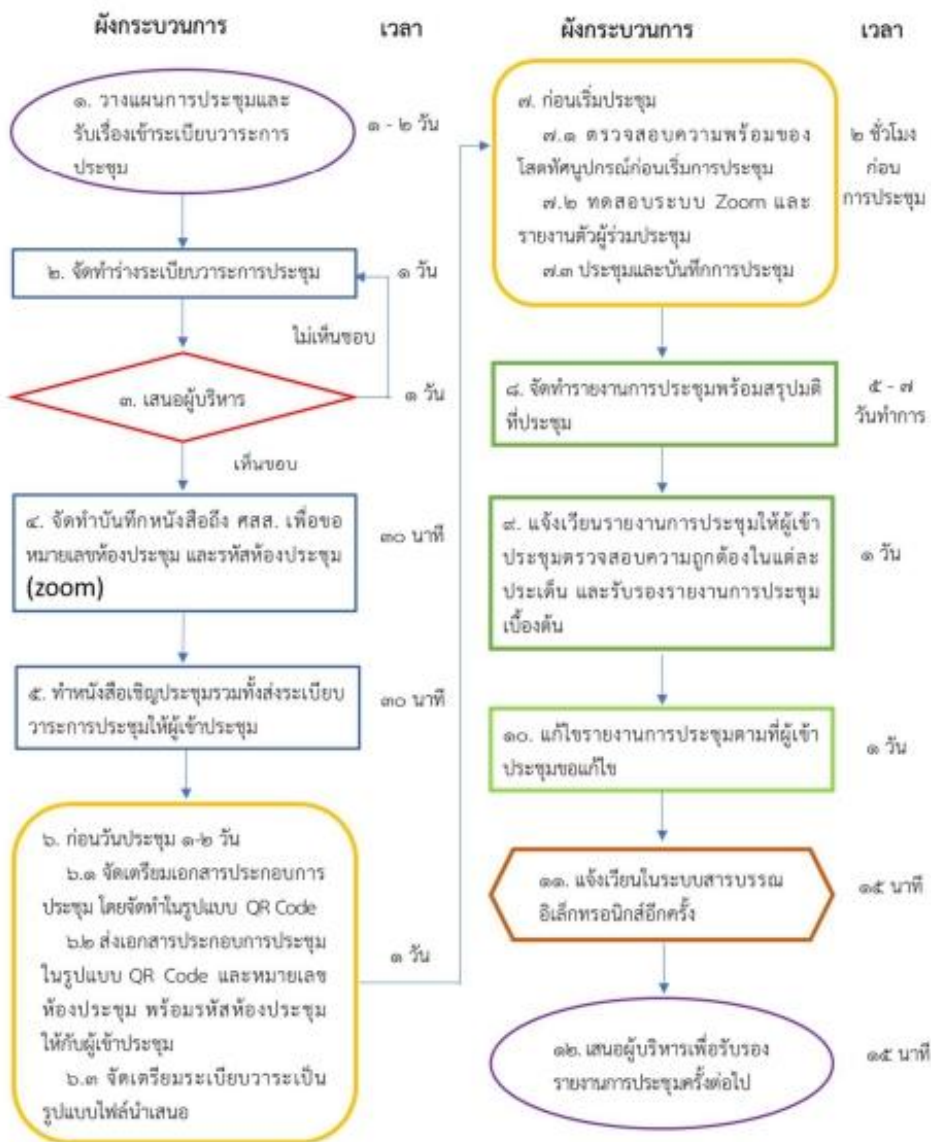 ผังกระบวนการ
เวลา
๑. วางแผนการประชุมและ
รับเรื่องเข้าระเบียบวาระการ
ประชุม
๑ - ๒ วัน
๒. จัดทำร่างระเบียบวาระการประชุม
๑ วัน
ไม่เห็นชอบ
๓. เสนอผู้บริหาร
๑ วัน
เห็นชอบ
๔. จัดทำบันทึกหนังสือถึง ศสส. เพื่อขอ
หมายเลขห้องประชุม และรหัสห้องประชุม
(zoom)
๓๐ นาที
๕. ทำหนังสือเชิญประชุมรวมทั้งส่งระเบียบ
วาระการประชุมให้ผู้เข้าประชุม
๓๐ นาที
๖. ก่อนวันประชุม ๑-๒ วัน
๖.๑ จัดเตรียมเอกสารประกอบการ
ประชุม โดยจัดทำในรูปแบบ QR Code
๖.๒ ส่งเอกสารประกอบการประชุม
ในรูปแบบ QR Code และหมายเลข
ห้องประชุม พร้อมรหัสห้องประชุม
ให้กับผู้เข้าประชุม
๖.๓ จัดเตรียมระเบียบวาระเป็น
รูปแบบไฟล์นำเสนอ
๑ วัน
ผังกระบวนการ
เวลา
๗. ก่อนเริ่มประชุม
๗.๑ ตรวจสอบความพร้อมของ
โสตทัศนูปกรณ์ก่อนเริ่มการประชุม
๗.๒ ทดสอบระบบ Zoom และ
รายงานตัวผู้ร่วมประชุม
๗.๓ ประชุมและบันทึกการประชุม
๒ ชั่วโมง
ก่อน
การประชุม
๘. จัดทำรายงานการประชุมพร้อมสรุปมติ
ที่ประชุม
๕ - ๗
วันทำการ
๙. แจ้งเวียนรายงานการประชุมให้ผู้เข้า
ประชุมตรวจสอบความถูกต้องในแต่ละ
ประเด็น และรับรองรายงานการประชุม
เบื้องต้น
๑ วัน
๑๐. แก้ไขรายงานการประชุมตามที่ผู้เข้า
ประชุมขอแก้ไข
๑ วัน
๑๑. แจ้งเวียนในระบบสารบรรณ
อิเล็กทรอนิกส์อีกครั้ง
๑๕ นาที
๑๒. เสนอผู้บริหารเพื่อรับรอง
รายงานการประชุมครั้งต่อไป
๑๕ นาที